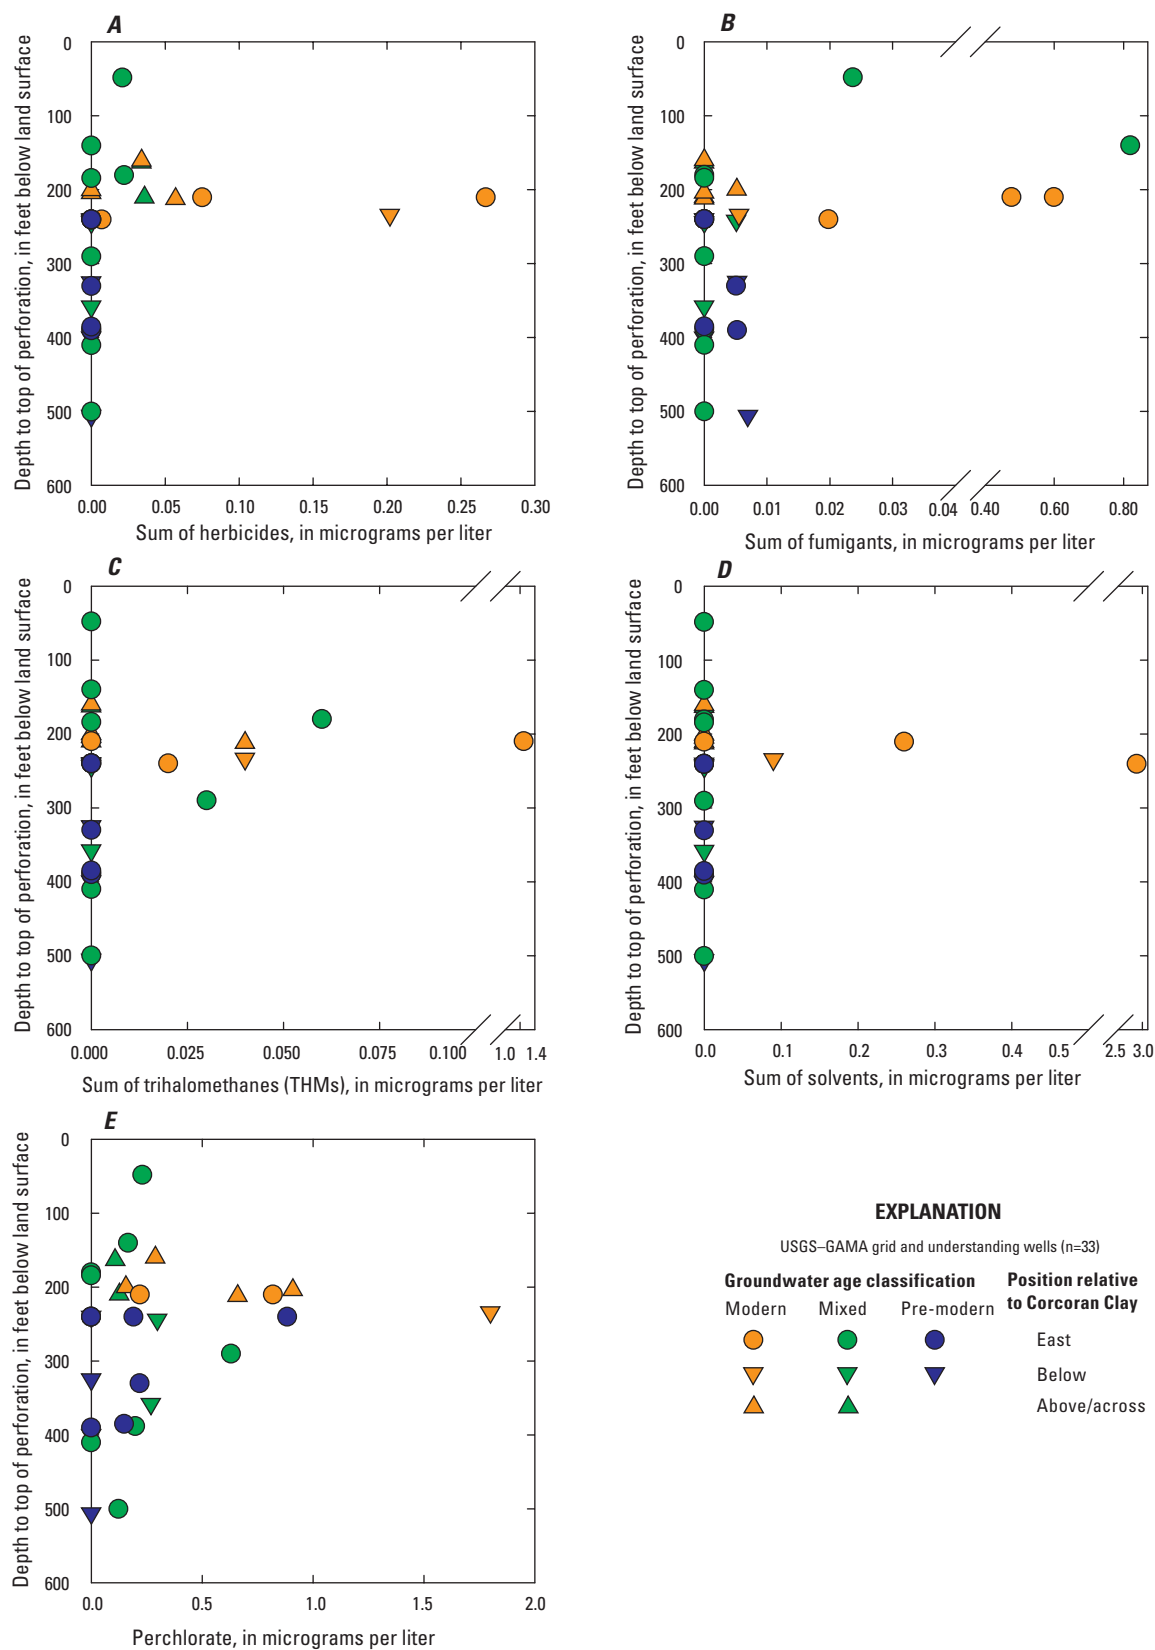 A
Depth to top of perforation, in feet below land surface
0
100
200
300
400
500
600
0.00 0.05 0.10 0.15 0.20 0.25 0.30
Sum of herbicides, in micrograms per liter
B
Depth to top of perforation, in feet below land surface
0
100
200
300
400
500
600
0.00 0.01 0.02 0.03 0.04 0.40 0.60 0.80
Sum of fumigants, in micrograms per liter
C
Depth to top of perforation, in feet below land surface
0
100
200
300
400
500
600
0.000 0.025 0.050 0.075 0.100 1.0 1.4
Sum of trihalomethanes (THMs), in micrograms per liter
D
Depth to top of perforation, in feet below land surface
0
100
200
300
400
500
600
0.0 0.1 0.2 0.3 0.4 0.5 2.5 3.0
Sum of solvents, in micrograms per liter
E
Depth to top of perforation, in feet below land surface
0
100
200
300
400
500
600
0.0 0.5 1.0 1.5 2.0
Perchlorate, in micrograms per liter
EXPLANATION
USGS–GAMA grid and understanding wells (n=33)
Groundwater age classification Position relative
to Corcoran Clay
Modern Mixed Pre-modern
East
Below
Above/across